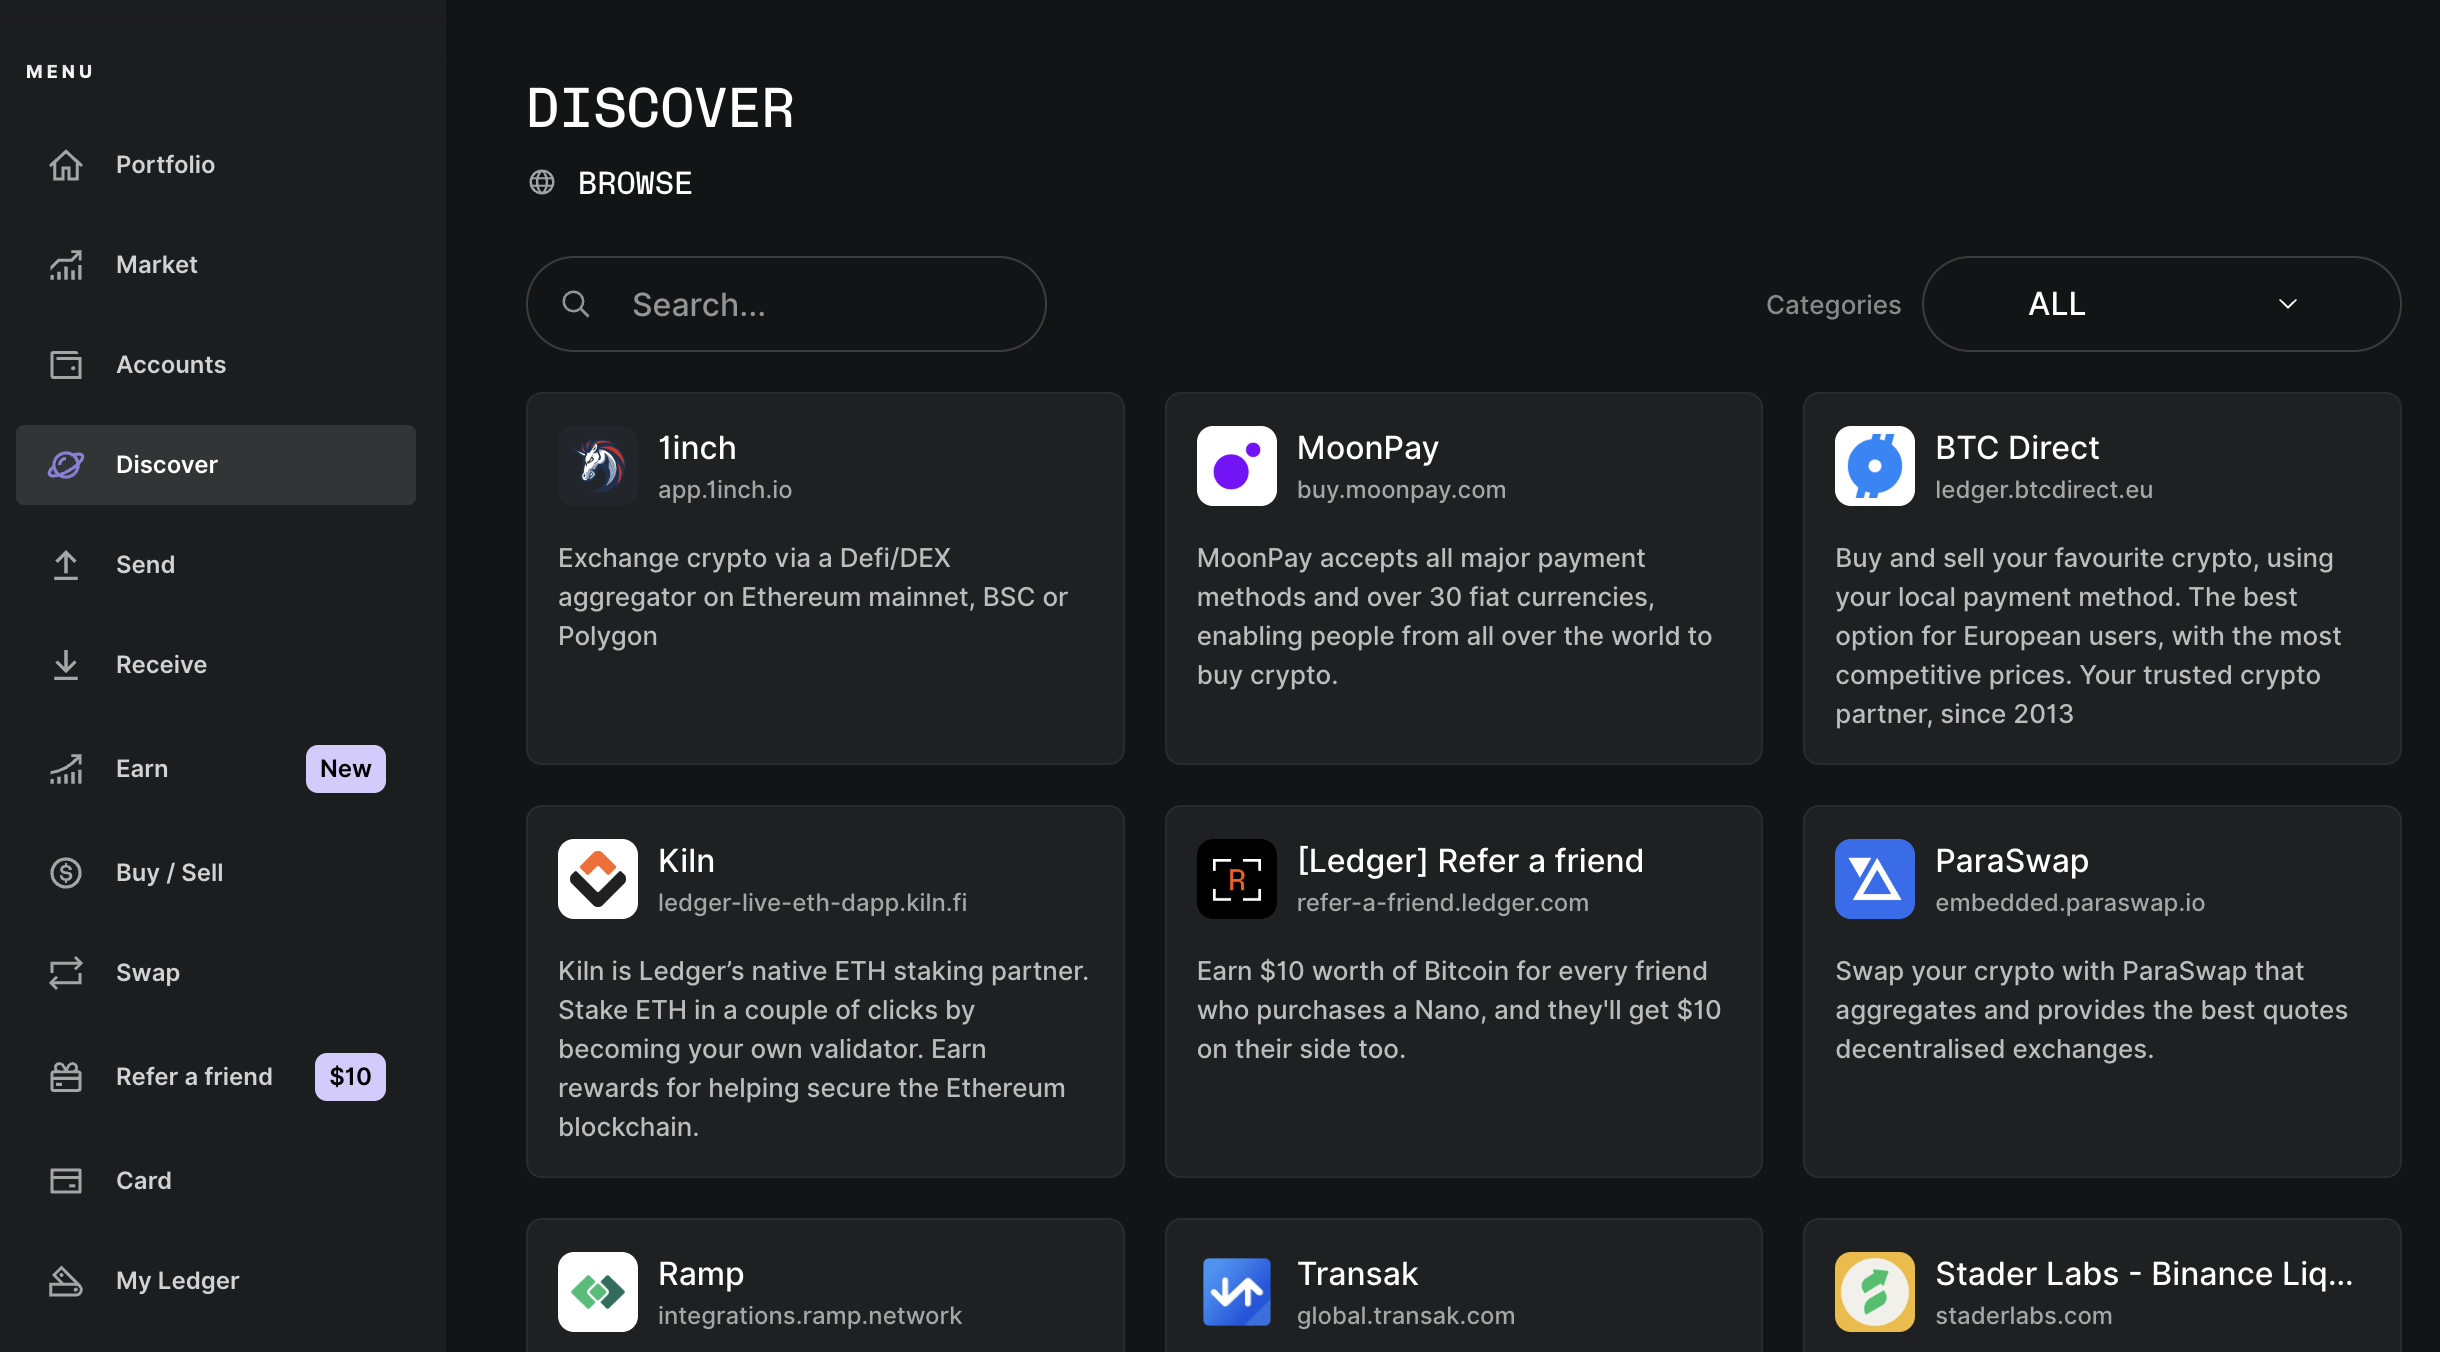 MENU
Portfolio
Market
Accounts
Discover
Send
Receive
Earn
New
Buy / Sell
Swap
Refer a friend
$10
Card
My Ledger
DISCOVER
BROWSE
Search...
Categories
ALL
1inch
app.1inch.io
Exchange crypto via a Defi/DEX
aggregator on Ethereum mainnet, BSC or
Polygon
MoonPay
buy.moonpay.com
MoonPay accepts all major payment
methods and over 30 fiat currencies,
enabling people from all over the world to
buy crypto.
BTC Direct
ledger.btcdirect.eu
Buy and sell your favourite crypto, using
your local payment method. The best
option for European users, with the most
competitive prices. Your trusted crypto
partner, since 2013
Kiln
ledger-live-eth-dapp.kiln.fi
Kiln is Ledger’s native ETH staking partner.
Stake ETH in a couple of clicks by
becoming your own validator. Earn
rewards for helping secure the Ethereum
blockchain.
R
[Ledger] Refer a friend
refer-a-friend.ledger.com
Earn $10 worth of Bitcoin for every friend
who purchases a Nano, and they'll get $10
on their side too.
ParaSwap
embedded.paraswap.io
Swap your crypto with ParaSwap that
aggregates and provides the best quotes
decentralised exchanges.
Ramp
integrations.ramp.network
Transak
global.transak.com
Stader Labs - Binance Liq...
staderlabs.com